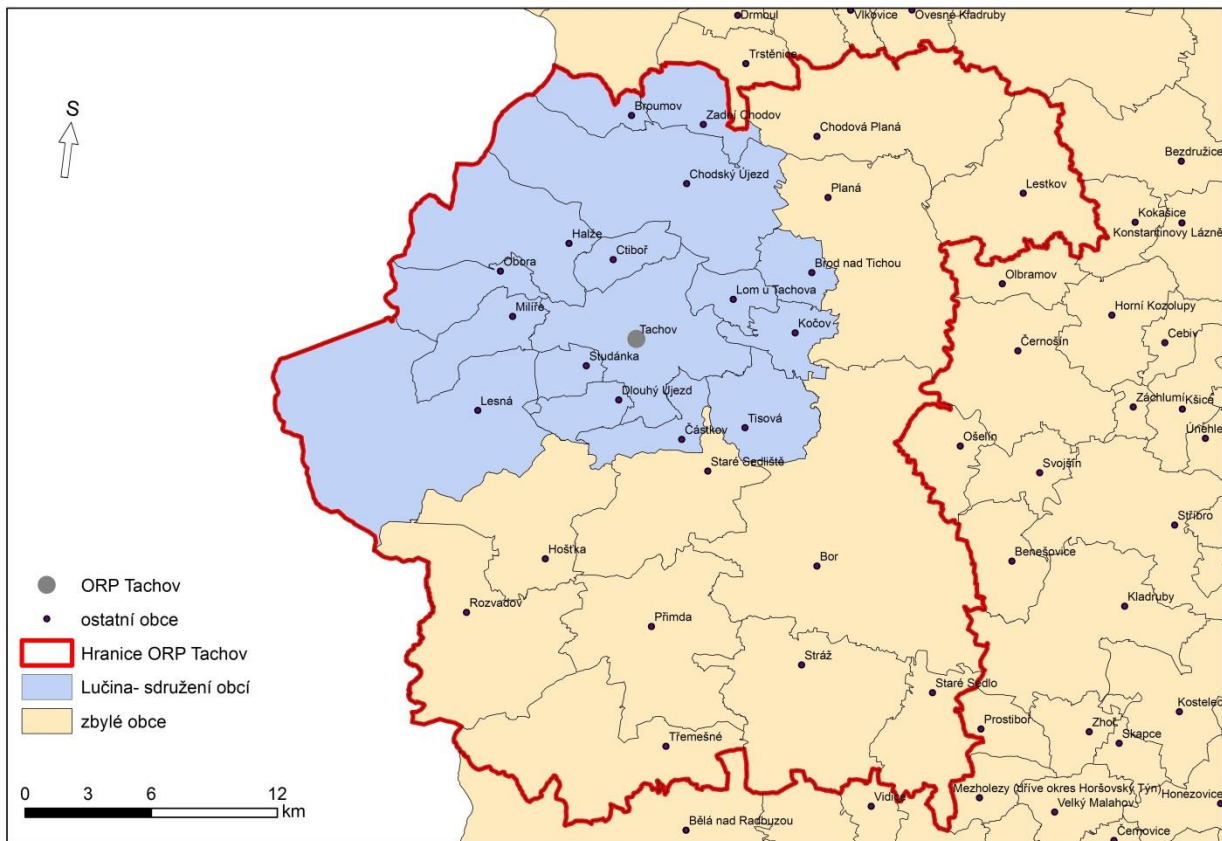 Drmoul
Vlkovice
Ovesné Kladruby
Trstěnice
S
Broumov
Zadní Chodov
Chodová Planá
Bezdružice
Chodský Újezd
Planá
Lestkov
Kokašice
Konstantinovy Lázně
Halže
Ctiboř
Obora
Brod nad Tichou
Olbramov
Lom u Tachova
Milíře
Horní Kozolupy
Kočov
Tachov
Černošín
Cebiv
Studánka
Dlouhý Újezd
Lesná
Záchlumí
Kšice
Tisová
Částkov
Ošelín
Únehle
Staré Sedliště
Svojšín
Stříbro
Hošťka
Bor
Benešovice
ORP Tachov
Rozvadov
Přimda
Kladruby
ostatní obce
Hranice ORP Tachov
Stráž
Lučina- sdružení obcí
Staré Sedlo
Kostelec
zbylé obce
Prostiboř
Zhoř
Skapce
Třemešné
0 3 6 12
km
Mezholezy (dříve okres Horšovský Týn)
Honezovice
Vidice
Velký Malahov
Bělá nad Radbuzou
Černovice